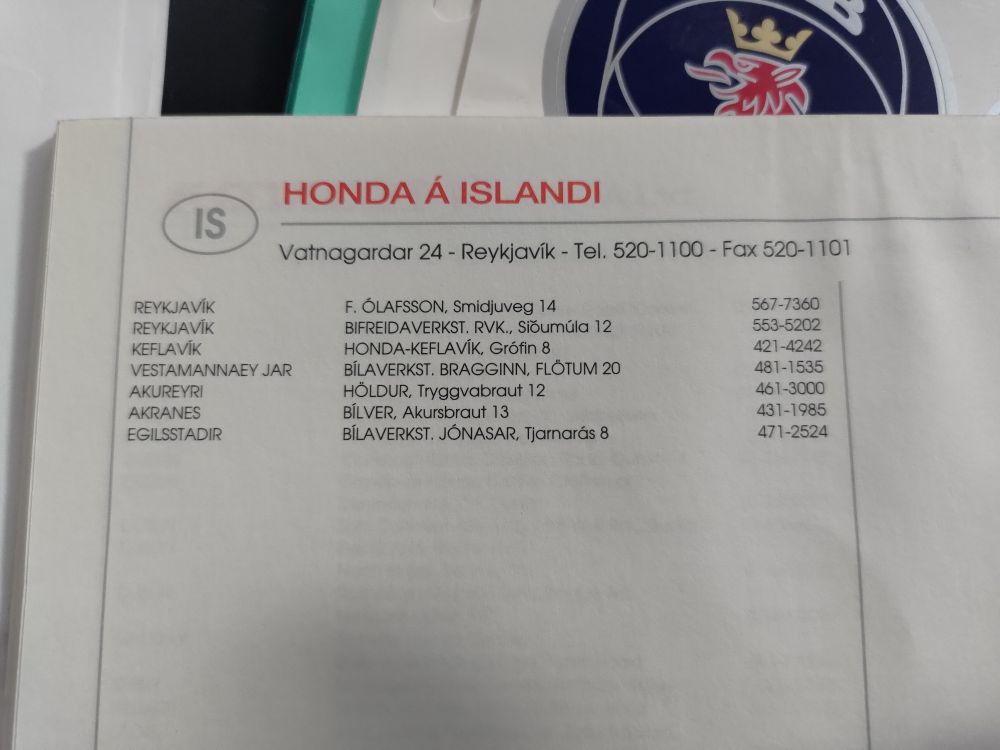 HONDA Á ISLANDI
IS
Vatnagardar 24 - Reykjavík - Tel. 520-1100 - Fax 520-1101
REYKJAVÍK F. ÓLAFSSON, Smidjuveg 14 567-7360
REYKJAVÍK BIFREIDAVERKST. RVK., Siðumúla 12 553-5202
KEFLAVÍK HONDA-KEFLAVÍK, Grófin 8 421-4242
VESTAMANNAEY JAR BÍLAVERKST. BRAGGINN, FLÖTUM 20 481-1535
AKUREYRI HÖLDUR, Tryggvabraut 12 461-3000
AKRANES BÍLVER, Akursbraut 13 431-1985
EGILSSTADIR BÍLAVERKST. JÓNASAR, Tjarnarás 8 471-2524